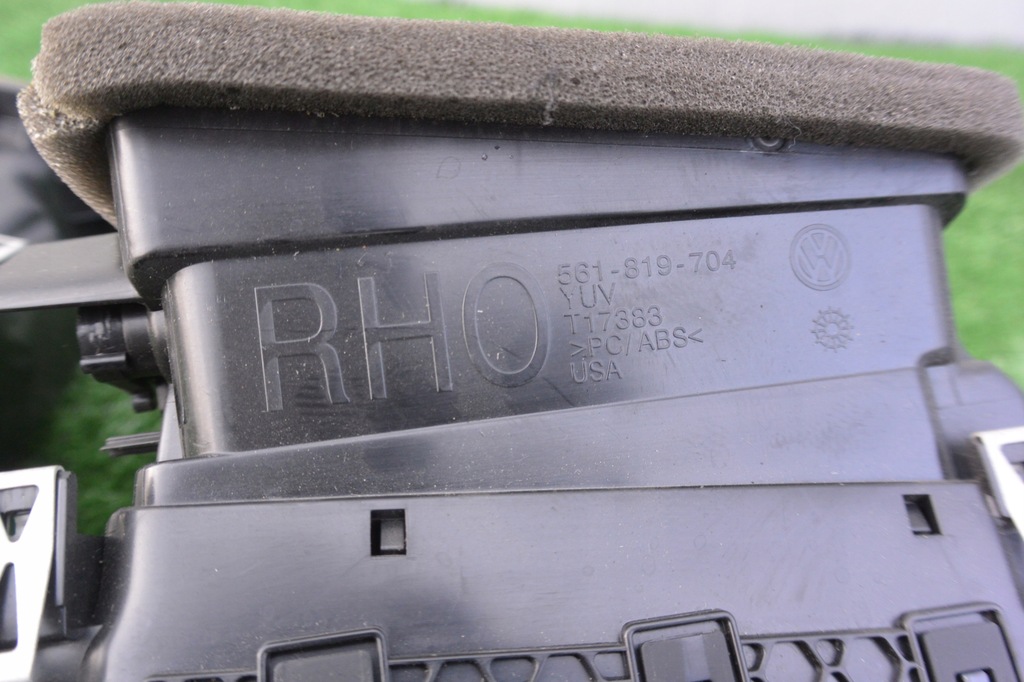 RHO
561-819-704
YUV
T17383
>PC/ABS<
USA